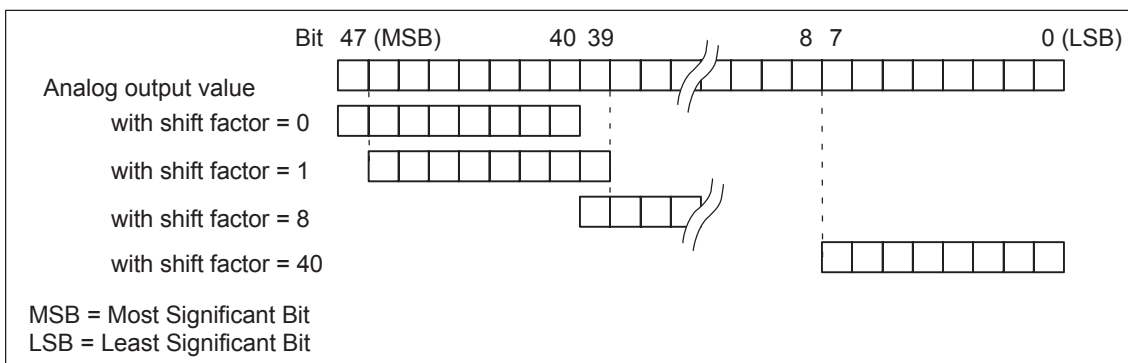 Bit 47 (MSB) 40 39 8 7 0 (LSB)
Analog output value
with shift factor = 0
with shift factor = 1
with shift factor = 8
with shift factor = 40
MSB = Most Significant Bit
LSB = Least Significant Bit